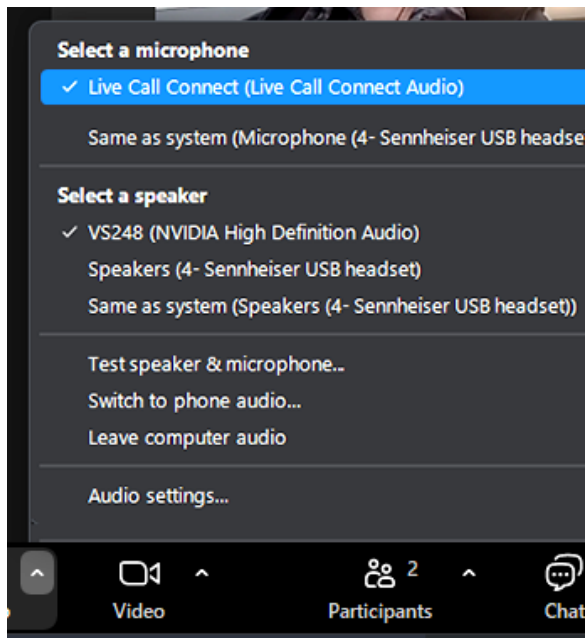 Select a microphone
Live Call Connect (Live Call Connect Audio)
Same as system (Microphone (4- Sennheiser USB headse
Select a speaker
VS248 (NVIDIA High Definition Audio)
Speakers (4- Sennheiser USB headset)
Same as system (Speakers (4- Sennheiser USB headset))
Test speaker & microphone...
Switch to phone audio...
Leave computer audio
Audio settings...
2
Video
Participants
Chat